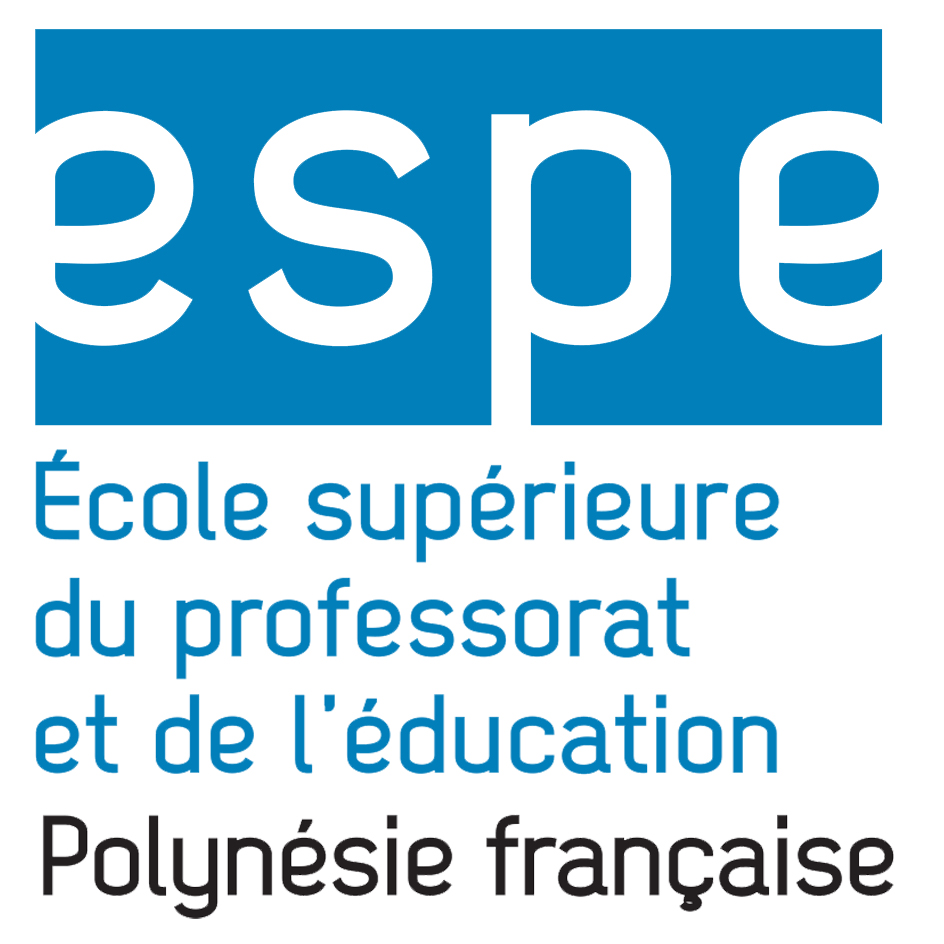 espe
École supérieure
du professorat
et de l'éducation
Polynésie française